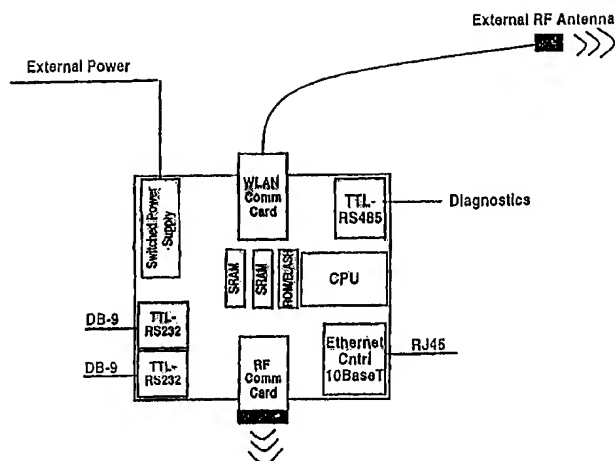 External RF Antenna
External Power
Switched Power
-Supply
WLAN
Comm
Card
TTL-
RS485
Diagnostics
SRAM
SRAM
ROM/FLASH
CPU
DB-9
TTL-
RS232
DB-9
TTL-
RS232
RF
Comm
Card
Ethernet
Cntrl
10BaseT
RJ45